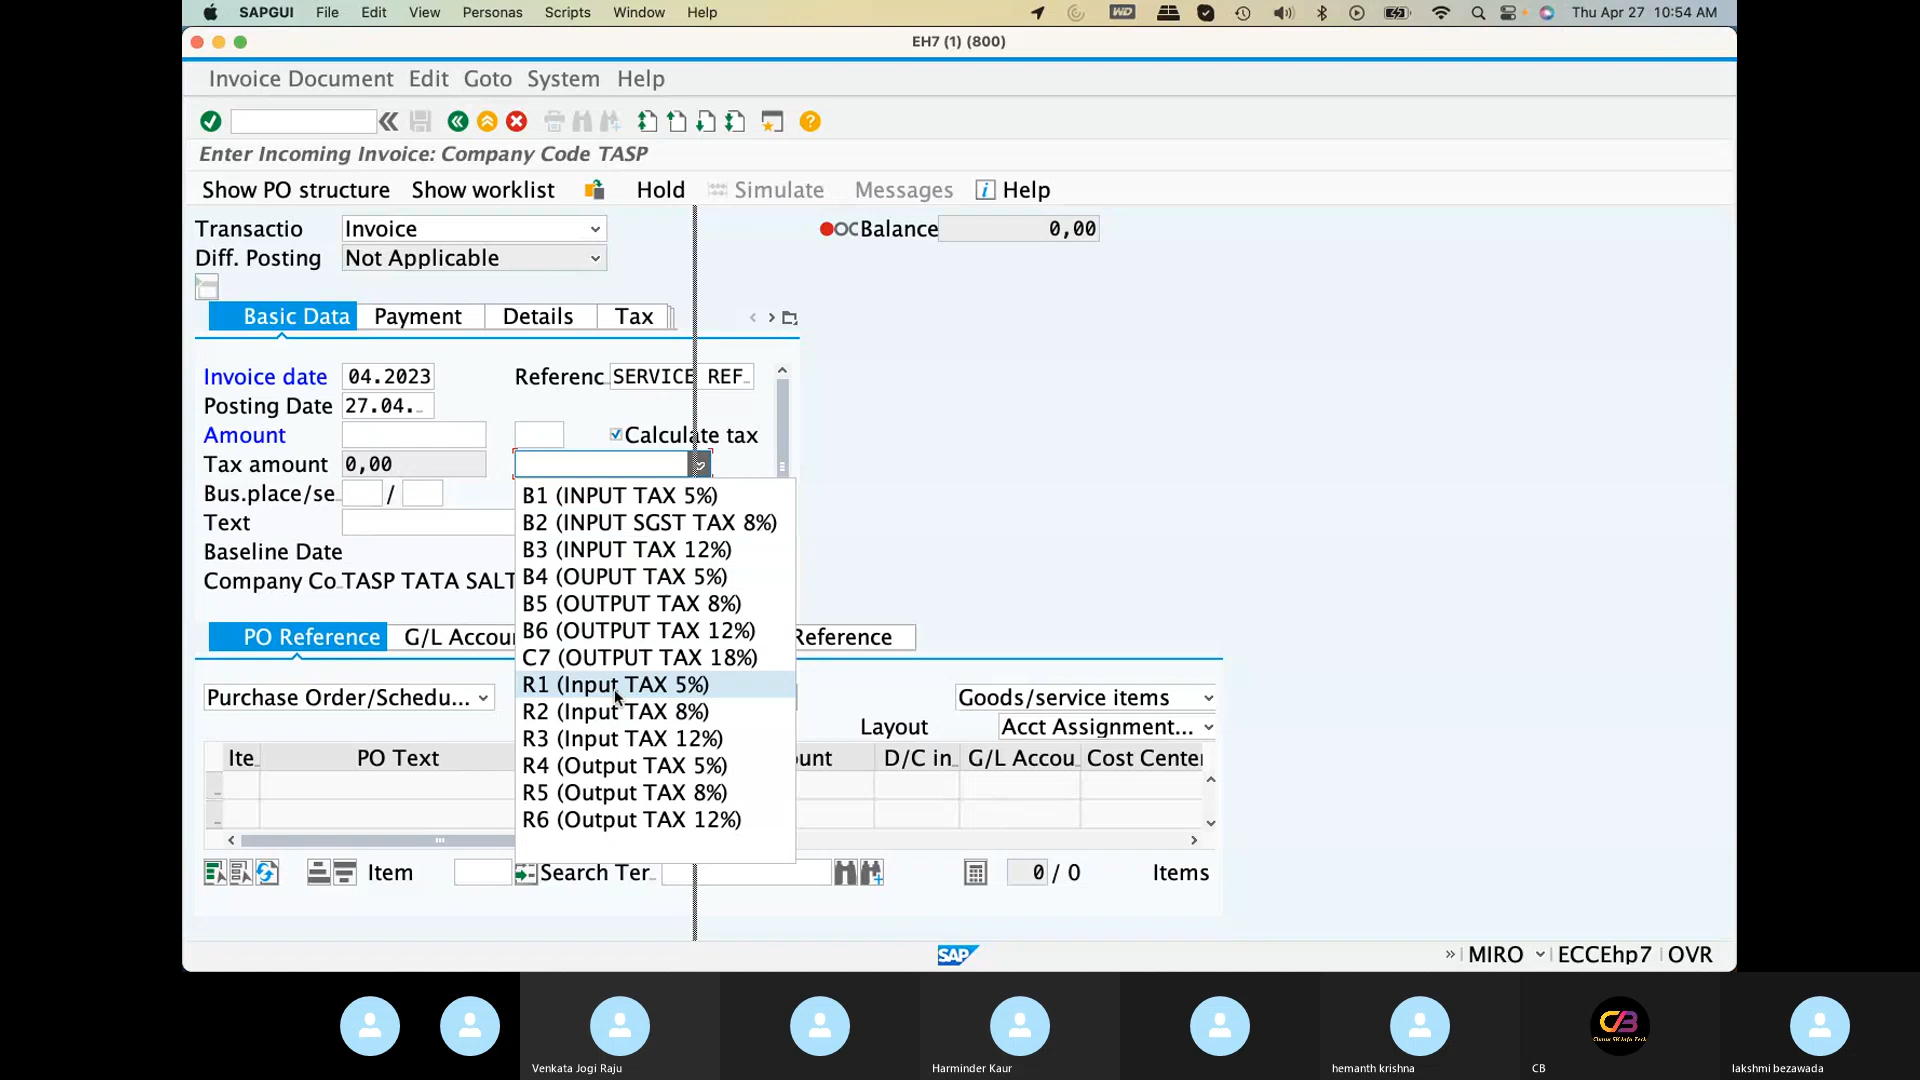 SAPGUI File Edit View Personas Scripts Window Help WD Thu Apr 27 10:54 AM
EH7 (1) (800)
Invoice Document Edit Goto System Help
Enter Incoming Invoice: Company Code TASP
Show PO structure Show worklist Hold Simulate Messages Help
Transactio Invoice Balance 0,00
Diff. Posting Not Applicable
Basic Data Payment Details Tax
Invoice date 04.2023 Referenc SERVICE REF
Posting Date 27.04.
Amount Calculate tax
Tax amount 0,00
Bus.place/se /
Text
Baseline Date
Company Co TASP TATA SALT
B1 (INPUT TAX 5%)
B2 (INPUT SGST TAX 8%)
B3 (INPUT TAX 12%)
B4 (OUPUT TAX 5%)
B5 (OUTPUT TAX 8%)
B6 (OUTPUT TAX 12%)
C7 (OUTPUT TAX 18%)
R1 (Input TAX 5%)
R2 (Input TAX 8%)
R3 (Input TAX 12%)
R4 (Output TAX 5%)
R5 (Output TAX 8%)
R6 (Output TAX 12%)
PO Reference G/L Accou Reference
Purchase Order/Schedu... Goods/service items
Layout Acct Assignment...
Ite PO Text unt D/C in G/L Accou Cost Center
Item Search Ter 0 / 0 Items
SAP MIRO ECCEhp7 OVR
CB
Venkata Jogi Raju Harminder Kaur hemanth krishna CB lakshmi bezawada